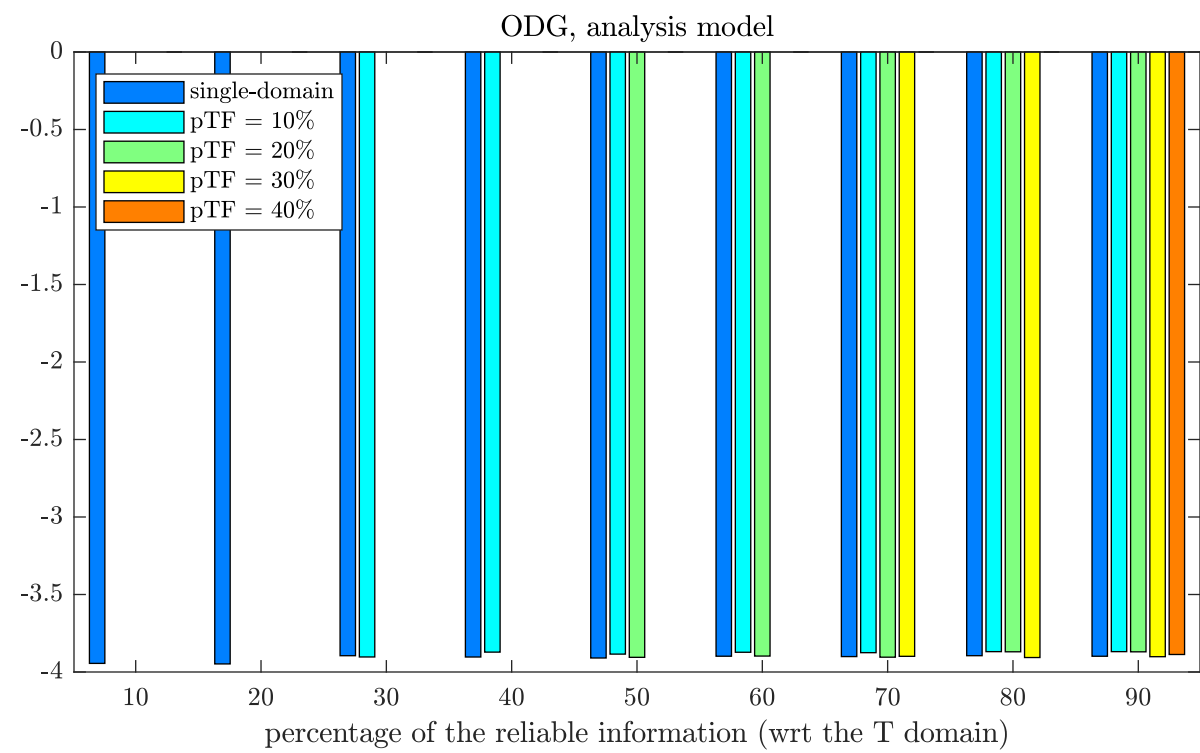 ODG, analysis model
0
-0.5
-1
-1.5
-2
-2.5
-3
-3.5
-4
single-domain
pTF = 10%
pTF = 20%
pTF = 30%
pTF = 40%
10 20 30 40 50 60 70 80 90
percentage of the reliable information (wrt the T domain)